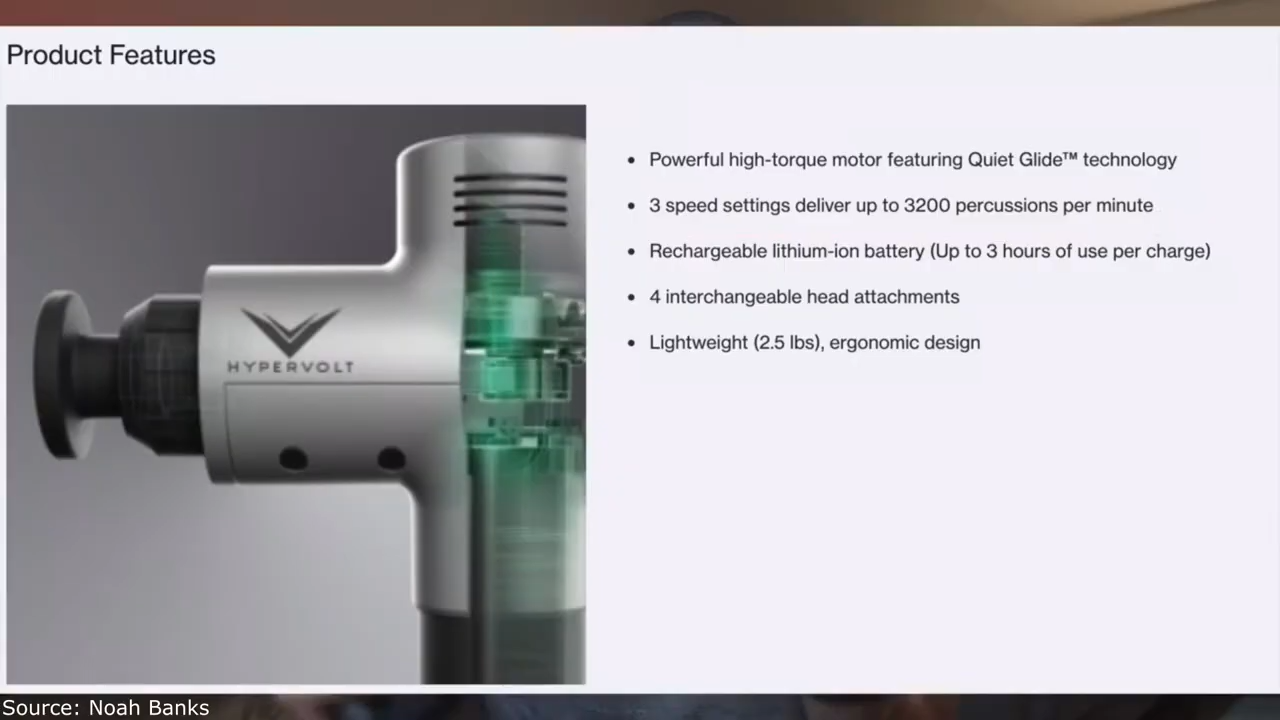 Product Features
HYPERVOLT
Powerful high-torque motor featuring Quiet Glide™ technology
3 speed settings deliver up to 3200 percussions per minute
Rechargeable lithium-ion battery (Up to 3 hours of use per charge)
4 interchangeable head attachments
Lightweight (2.5 lbs), ergonomic design
Source: Noah Banks